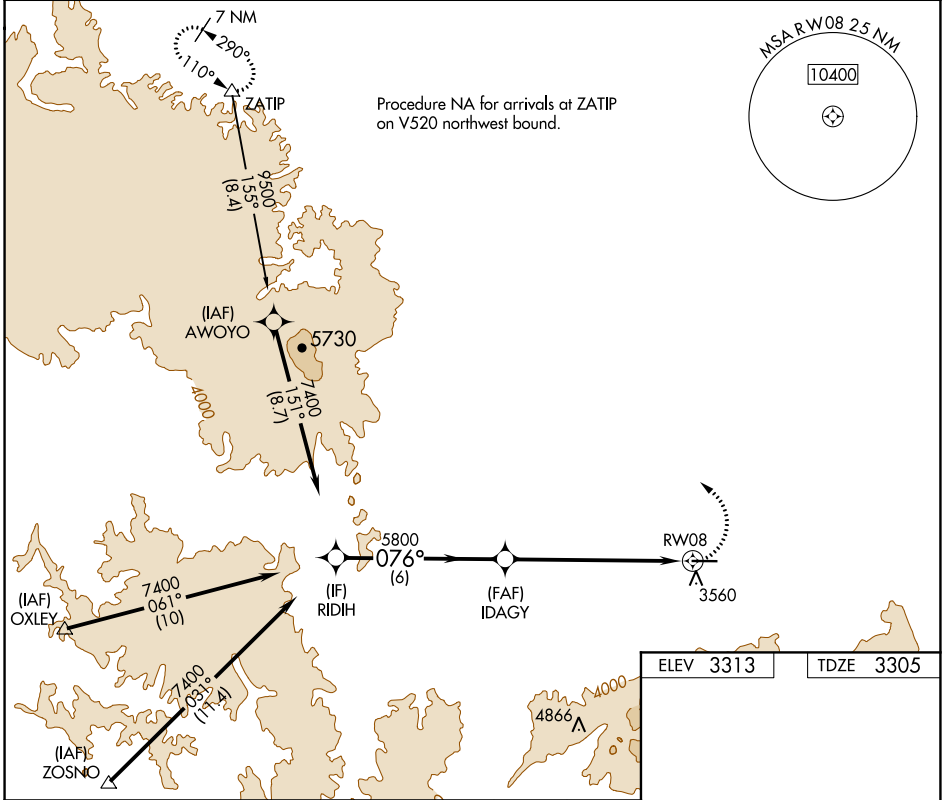 7 NM
290°
110°
ZATIP
Procedure NA for arrivals at ZATIP
on V520 northwest bound.
MSA RW08 25 NM
10400
9500
155°
(8.4)
(IAF)
AWOYO
5730
7400
151°
(8.7)
4000
5800
076°
(6)
RW08
3560
(IF)
RIDIH
(FAF)
IDAGY
(IAF)
OXLEY
7400
061°
(10)
7400
031°
(11.4)
(IAF)
ZOSNO
4866
4000
ELEV 3313
TDZE 3305